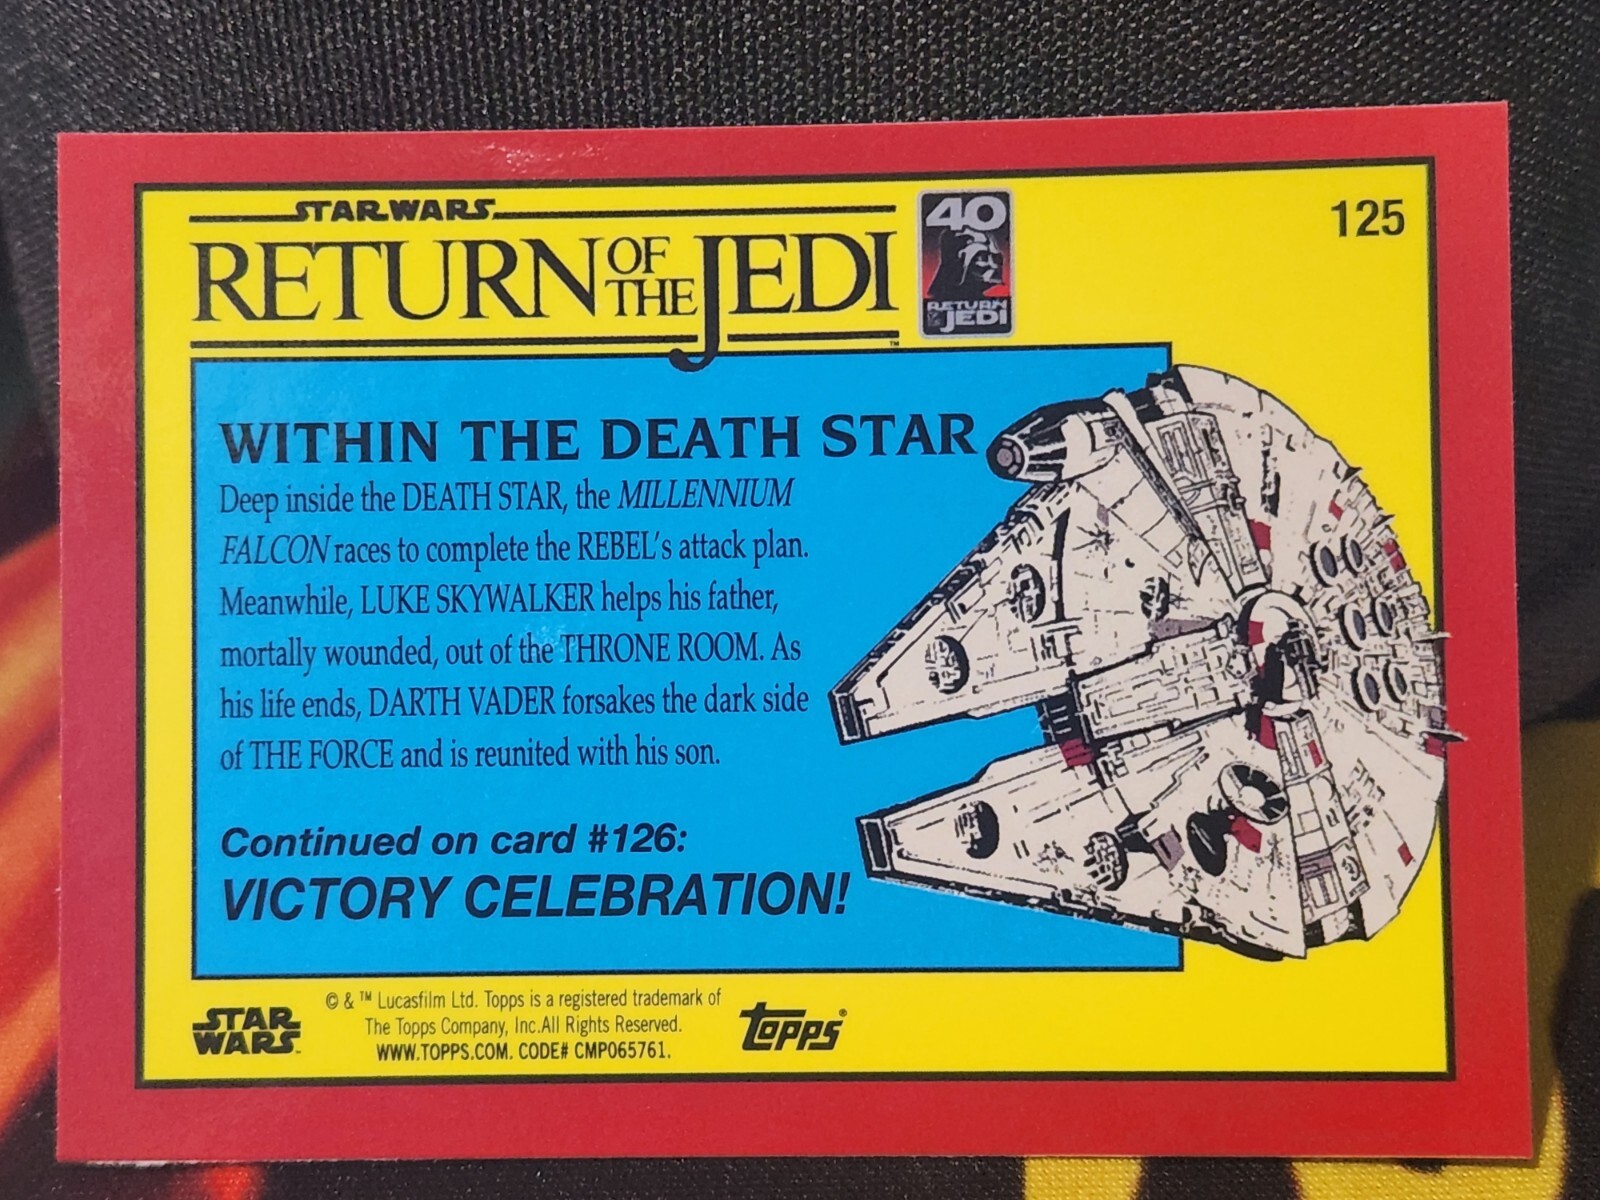 STAR WARS
RETURN OF THE JEDI
™
40
RETURN
JEDI
125
WITHIN THE DEATH STAR
Deep inside the DEATH STAR, the MILLENNIUM
FALCON races to complete the REBEL's attack plan.
Meanwhile, LUKE SKYWALKER helps his father,
mortally wounded, out of the THRONE ROOM. As
his life ends, DARTH VADER forsakes the dark side
of THE FORCE and is reunited with his son.
Continued on card #126:
VICTORY CELEBRATION!
STAR
WARS
© & ™ Lucasfilm Ltd. Topps is a registered trademark of
The Topps Company, Inc.All Rights Reserved.
WWW.TOPPS.COM. CODE# CMP065761.
topps®